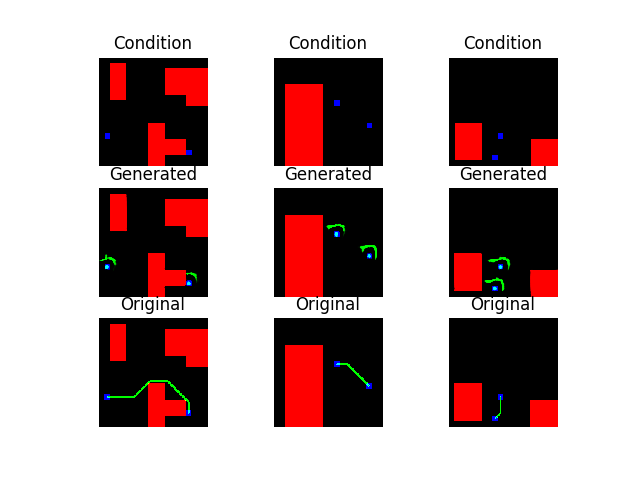 Condition Condition Condition
Generated Generated Generated
Original Original Original